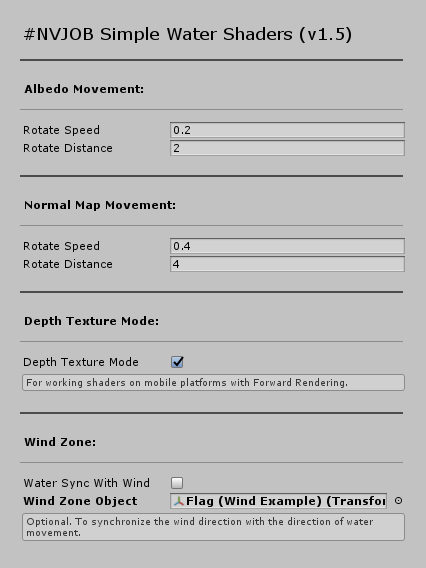 #NVJOB Simple Water Shaders (v1.5)
Albedo Movement:
Rotate Speed 0.2
Rotate Distance 2
Normal Map Movement:
Rotate Speed 0.4
Rotate Distance 4
Depth Texture Mode:
Depth Texture Mode
For working shaders on mobile platforms with Forward Rendering.
Wind Zone:
Water Sync With Wind
Wind Zone Object Flag (Wind Example) (Transfor
Optional. To synchronize the wind direction with the direction of water
movement.